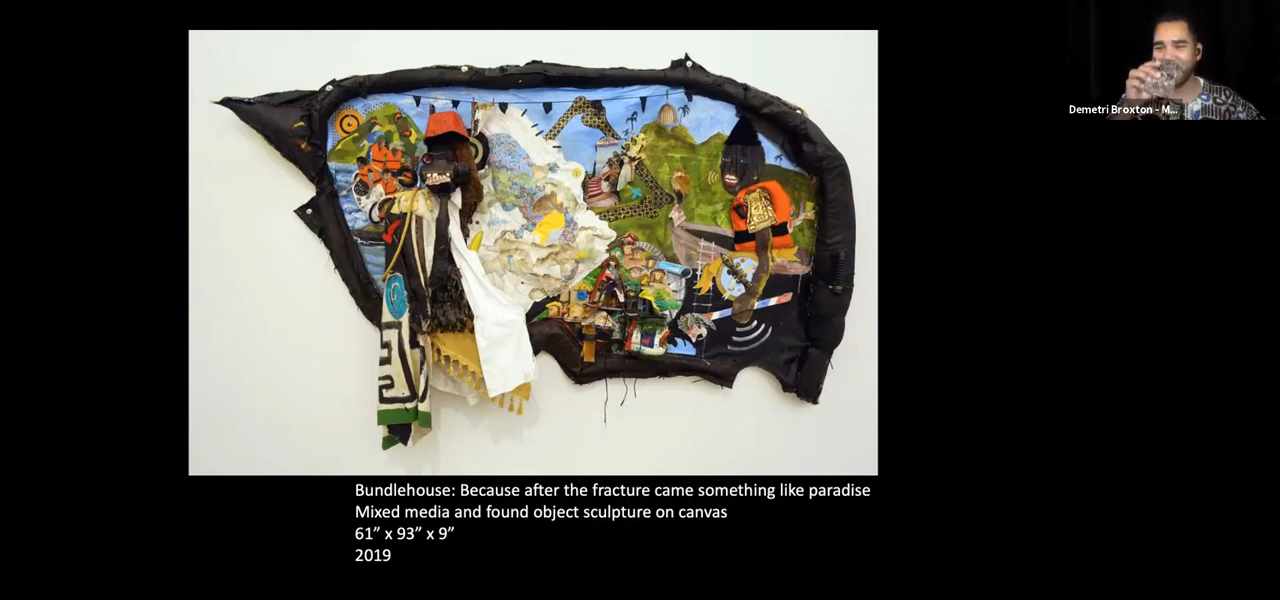 Demetri Broxton - M...
Bundlehouse: Because after the fracture came something like paradise
Mixed media and found object sculpture on canvas
61” x 93” x 9”
2019